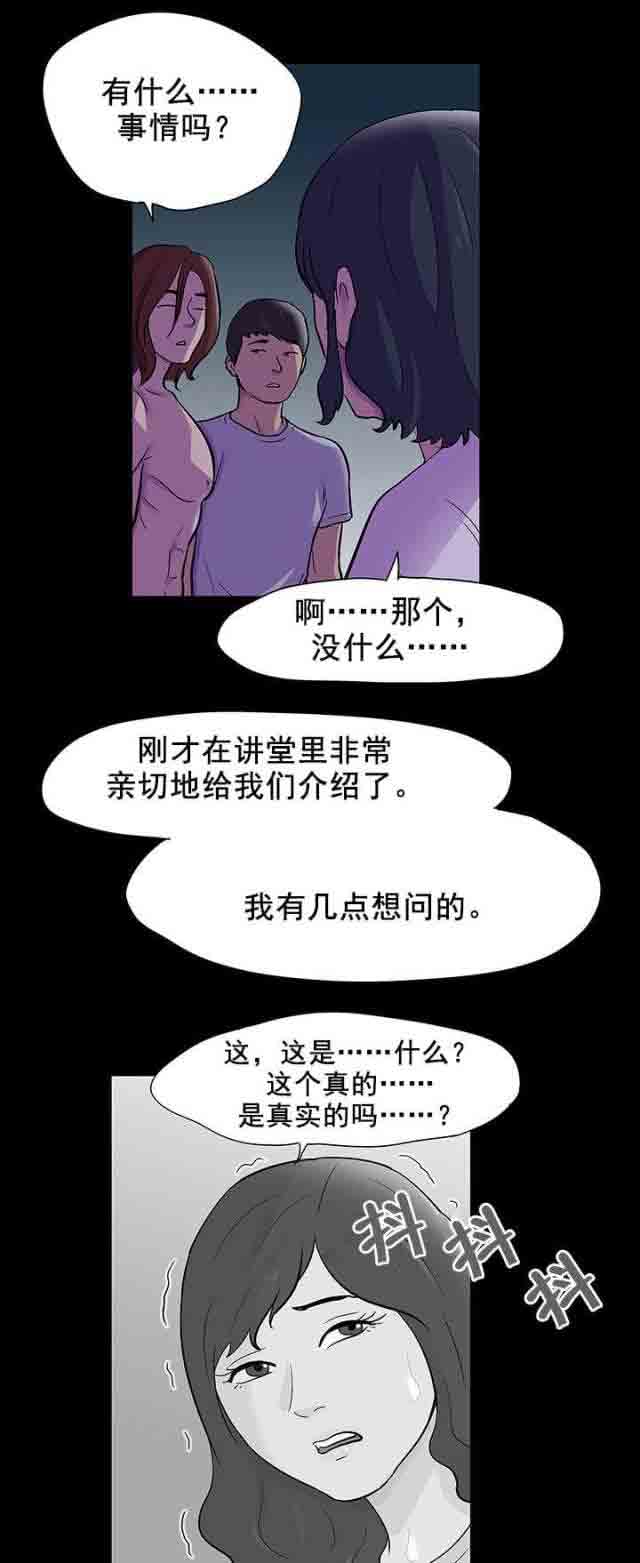 有什么……
事情吗?
啊……那个，
没什么……
刚才在讲堂里非常
亲切地给我们介绍了。
我有几点想问的。
这，这是……什么?
这个真的……
是真实的吗……?
抖抖抖